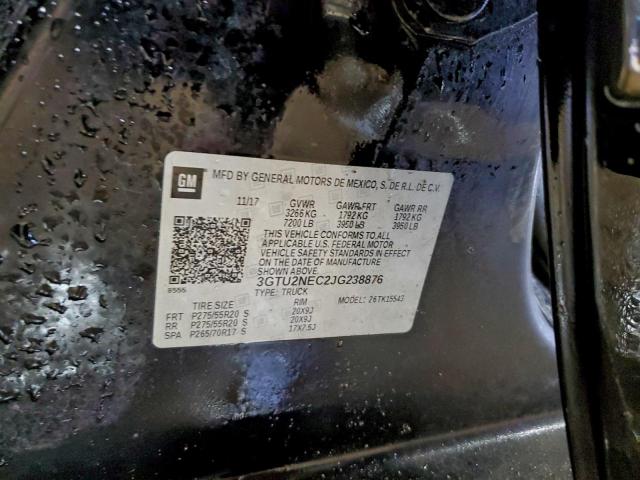 GM
MFD BY GENERAL MOTORS DE MEXICO, S. DE R.L. DE C.V.
11/17 GVWR GAWR FRT GAWR RR
3266 KG 1792 KG 1792 KG
7200 LB 3950 LB 3950 LB
THIS VEHICLE CONFORMS TO ALL
APPLICABLE U.S. FEDERAL MOTOR
VEHICLE SAFETY STANDARDS IN EFFECT
ON THE DATE OF MANUFACTURE
SHOWN ABOVE.
3GTU2NEC2JG238876
TYPE: TRUCK MODEL: 26TK15543
TIRE SIZE RIM
FRT P275/55R20 S 20X9J
RR P275/55R20 S 20X9J
SPA P265/70R17 S 17X7.5J